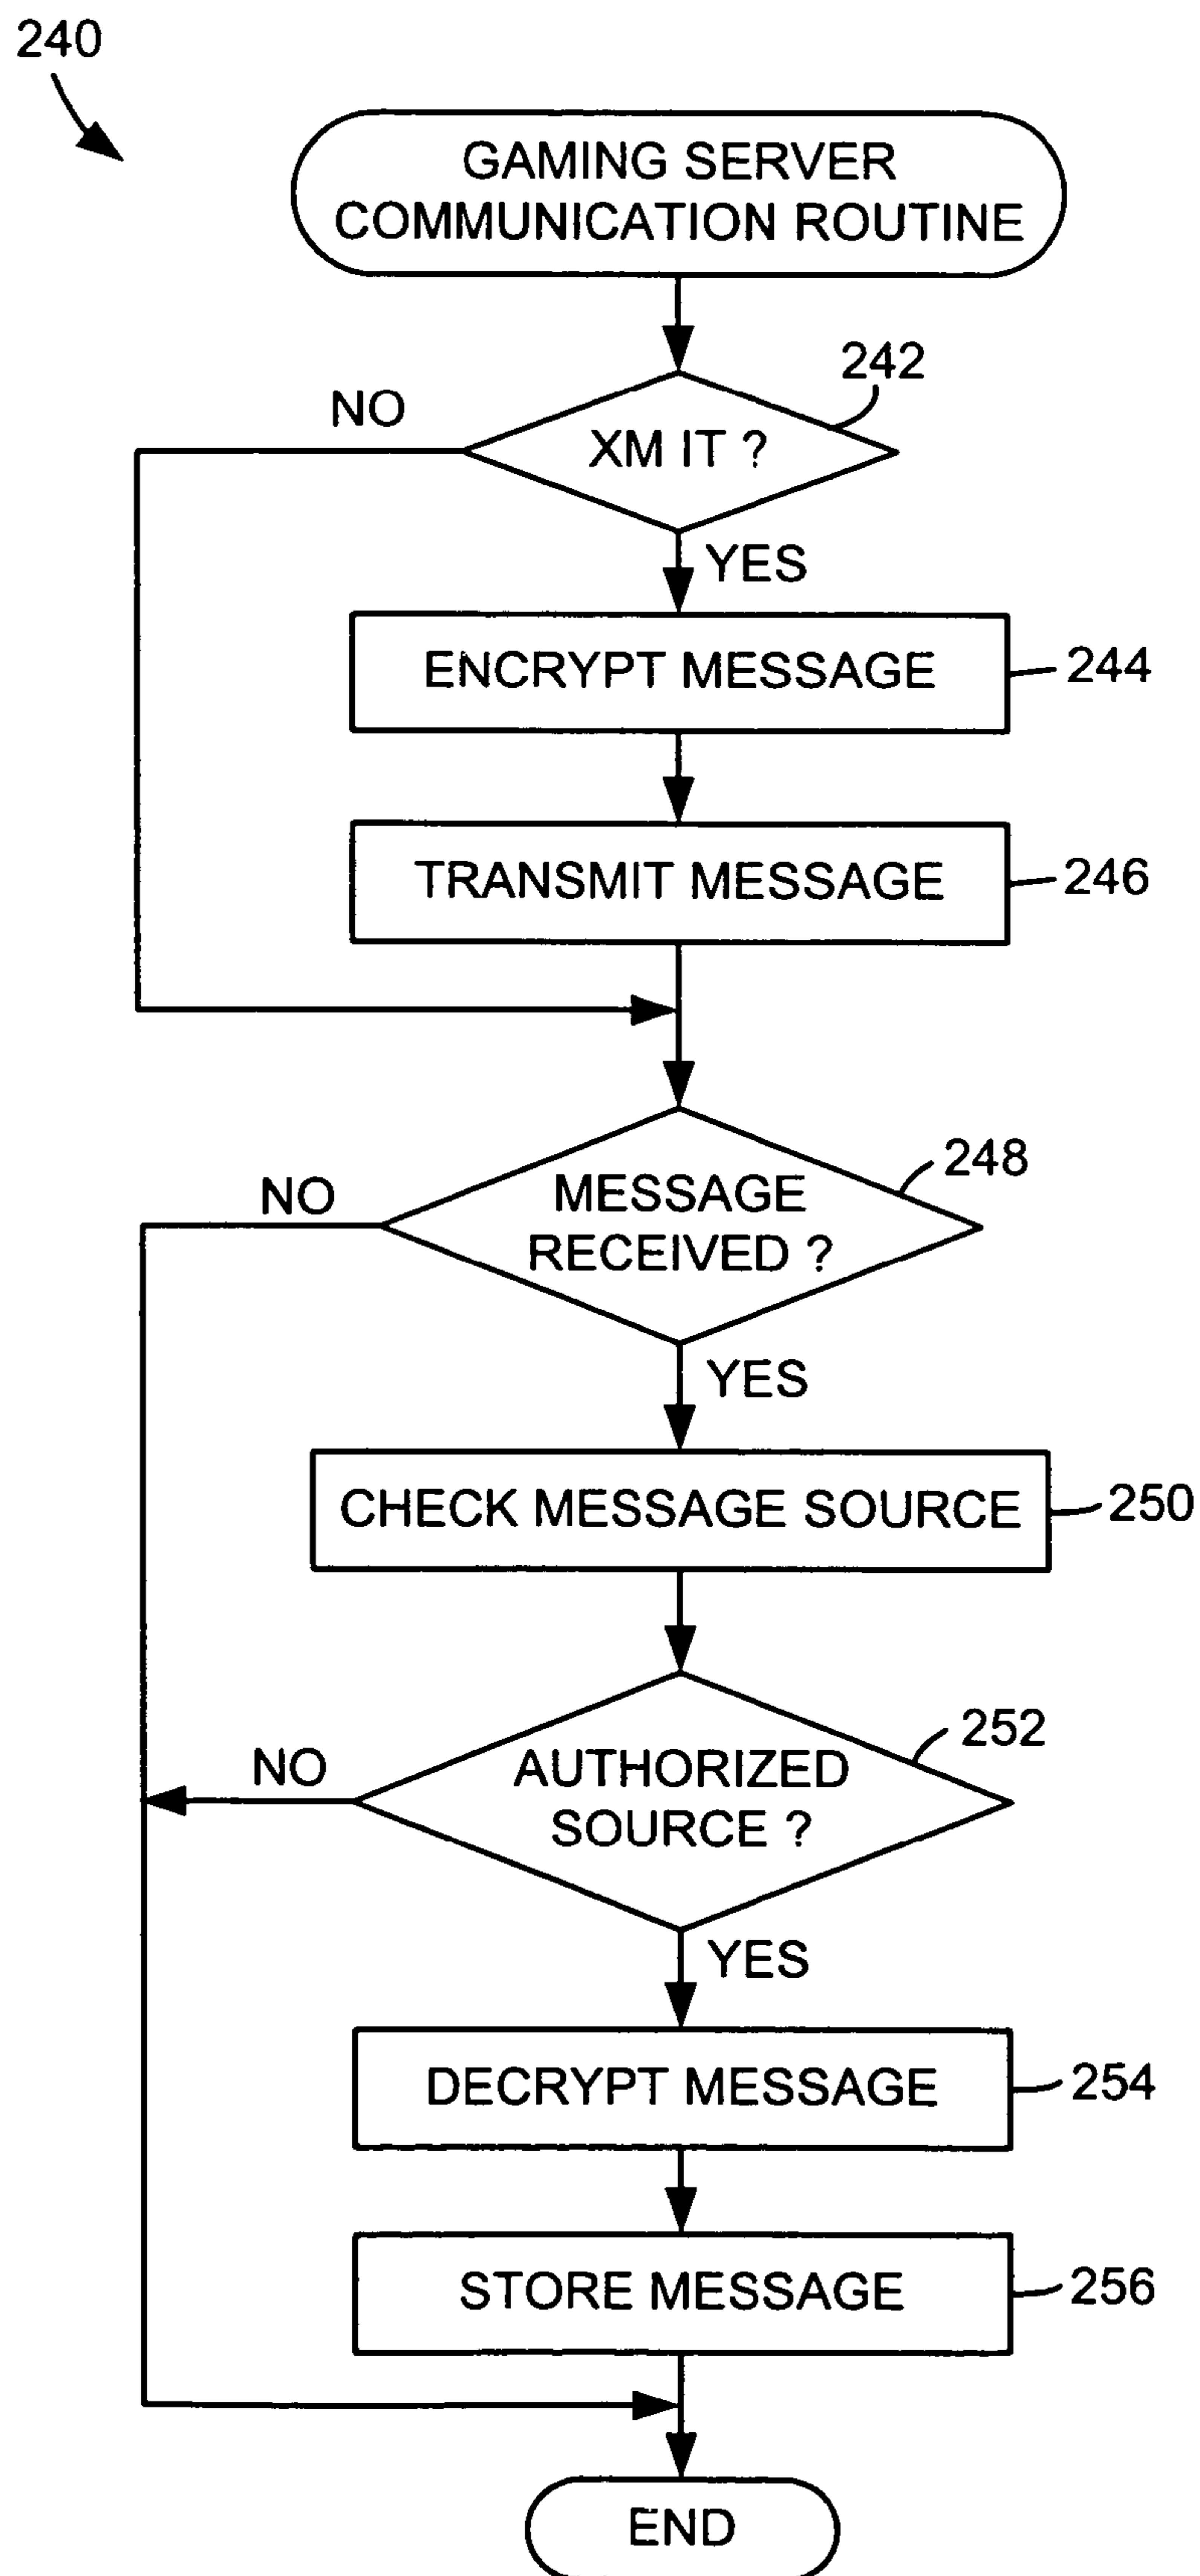 240
GAMING SERVER
COMMUNICATION ROUTINE
242
NO
XM IT ?
YES
ENCRYPT MESSAGE
244
TRANSMIT MESSAGE
246
248
NO
MESSAGE
RECEIVED ?
YES
CHECK MESSAGE SOURCE
250
252
NO
AUTHORIZED
SOURCE ?
YES
DECRYPT MESSAGE
254
STORE MESSAGE
256
END